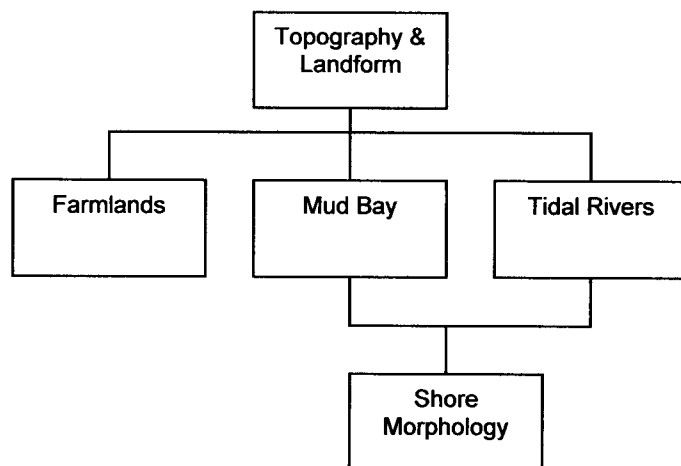 Topography &
Landform
Farmlands
Mud Bay
Tidal Rivers
Shore
Morphology